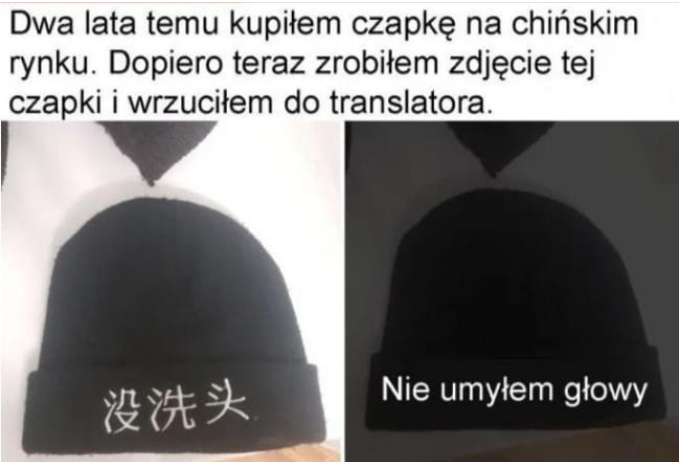 Dwa lata temu kupiłem czapkę na chińskim
rynku. Dopiero teraz zrobiłem zdjęcie tej
czapki i wrzuciłem do translatora.
没洗头
Nie umyłem głowy